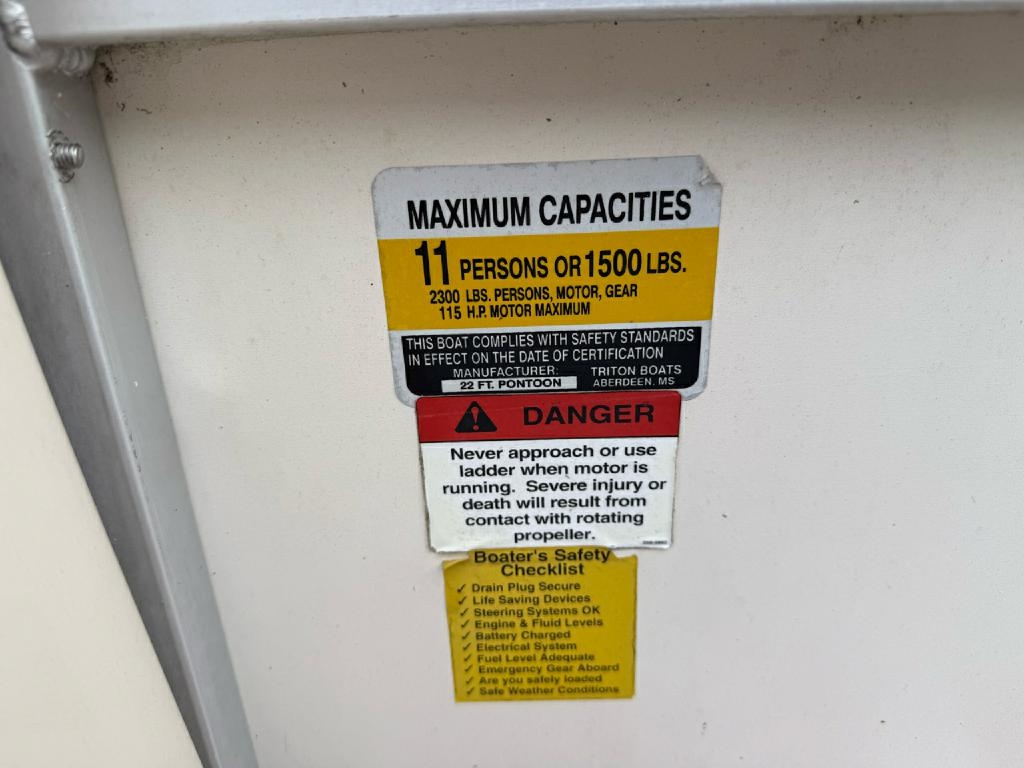 MAXIMUM CAPACITIES
11 PERSONS OR 1500 LBS.
2300 LBS. PERSONS, MOTOR, GEAR
115 H.P. MOTOR MAXIMUM
THIS BOAT COMPLIES WITH SAFETY STANDARDS
IN EFFECT ON THE DATE OF CERTIFICATION
MANUFACTURER: TRITON BOATS
22 FT. PONTOON ABERDEEN, MS
DANGER
Never approach or use
ladder when motor is
running. Severe injury or
death will result from
contact with rotating
propeller.
Boater's Safety
Checklist
✓ Drain Plug Secure
✓ Life Saving Devices
✓ Steering Systems OK
✓ Engine & Fluid Levels
✓ Battery Charged
✓ Electrical System
✓ Fuel Level Adequate
✓ Emergency Gear Aboard
✓ Are you safely loaded
✓ Safe Weather Conditions